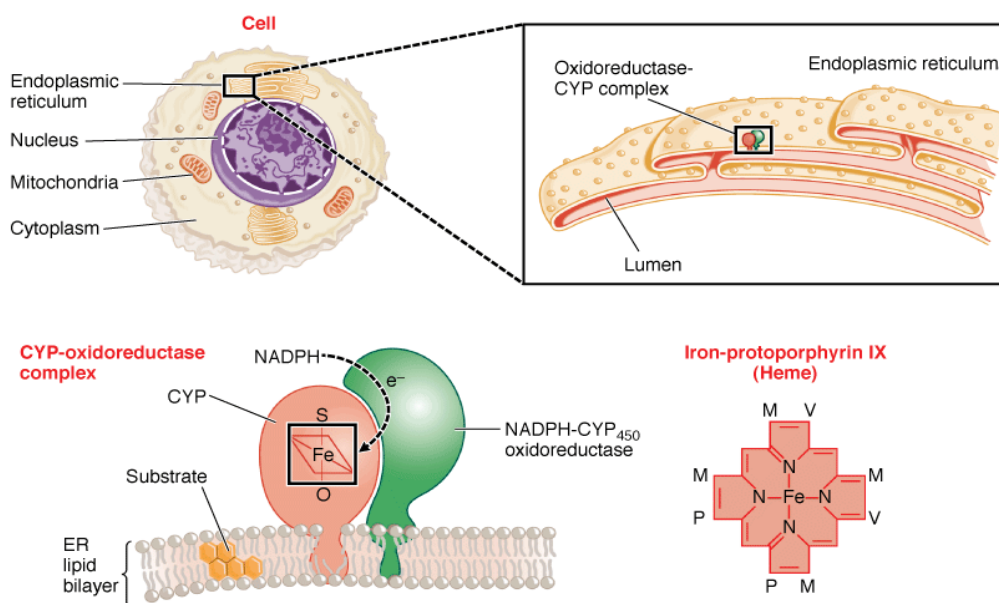 Cell
Endoplasmic
reticulum
Nucleus
Mitochondria
Cytoplasm
Oxidoreductase-
CYP complex
Endoplasmic reticulum
Lumen
CYP-oxidoreductase
complex
NADPH
e⁻
CYP
S
Fe
O
NADPH-CYP₄₅₀
oxidoreductase
Substrate
ER
lipid
bilayer
Iron-protoporphyrin IX
(Heme)
M V
M M
N
N Fe N
P V
N
P M